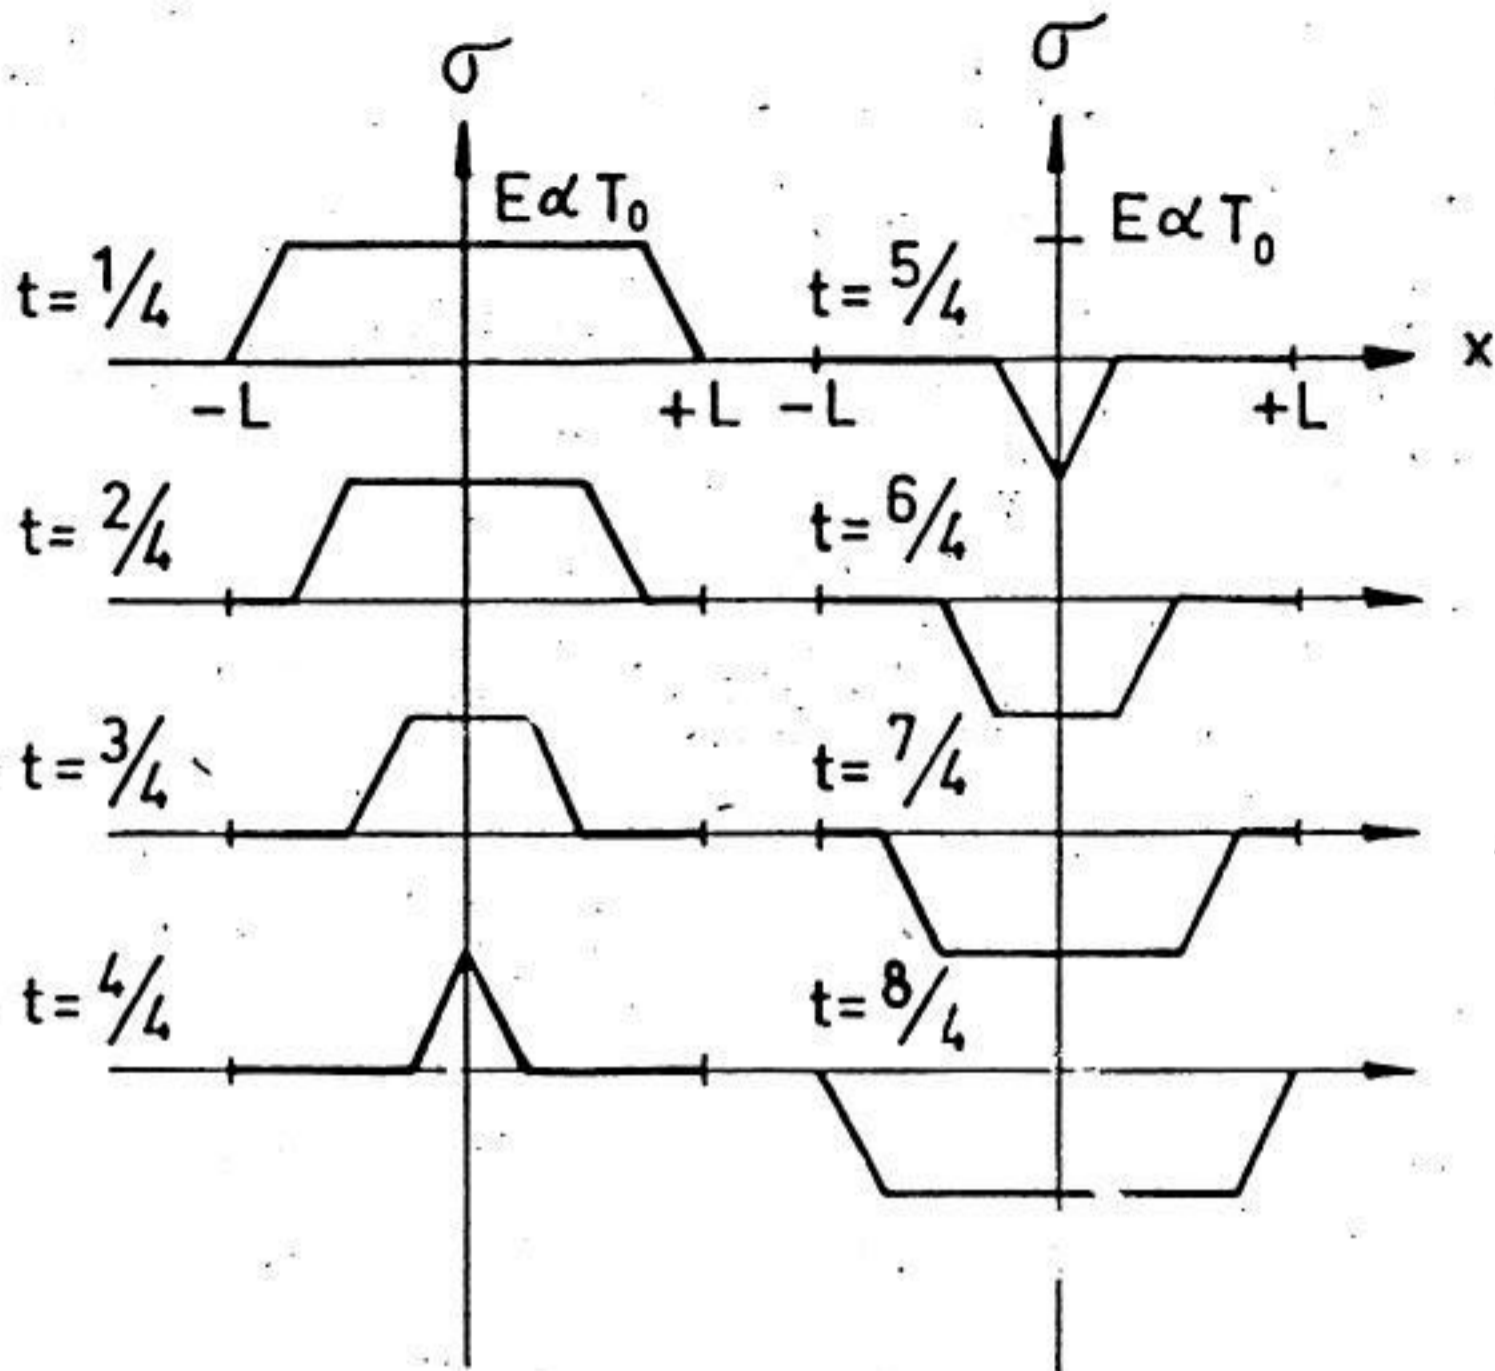 σ
EαT₀
t= 1/4
-L
+L
t= 2/4
t= 3/4
t= 4/4
σ
EαT₀
t= 5/4
x
-L
+L
t= 6/4
t= 7/4
t= 8/4